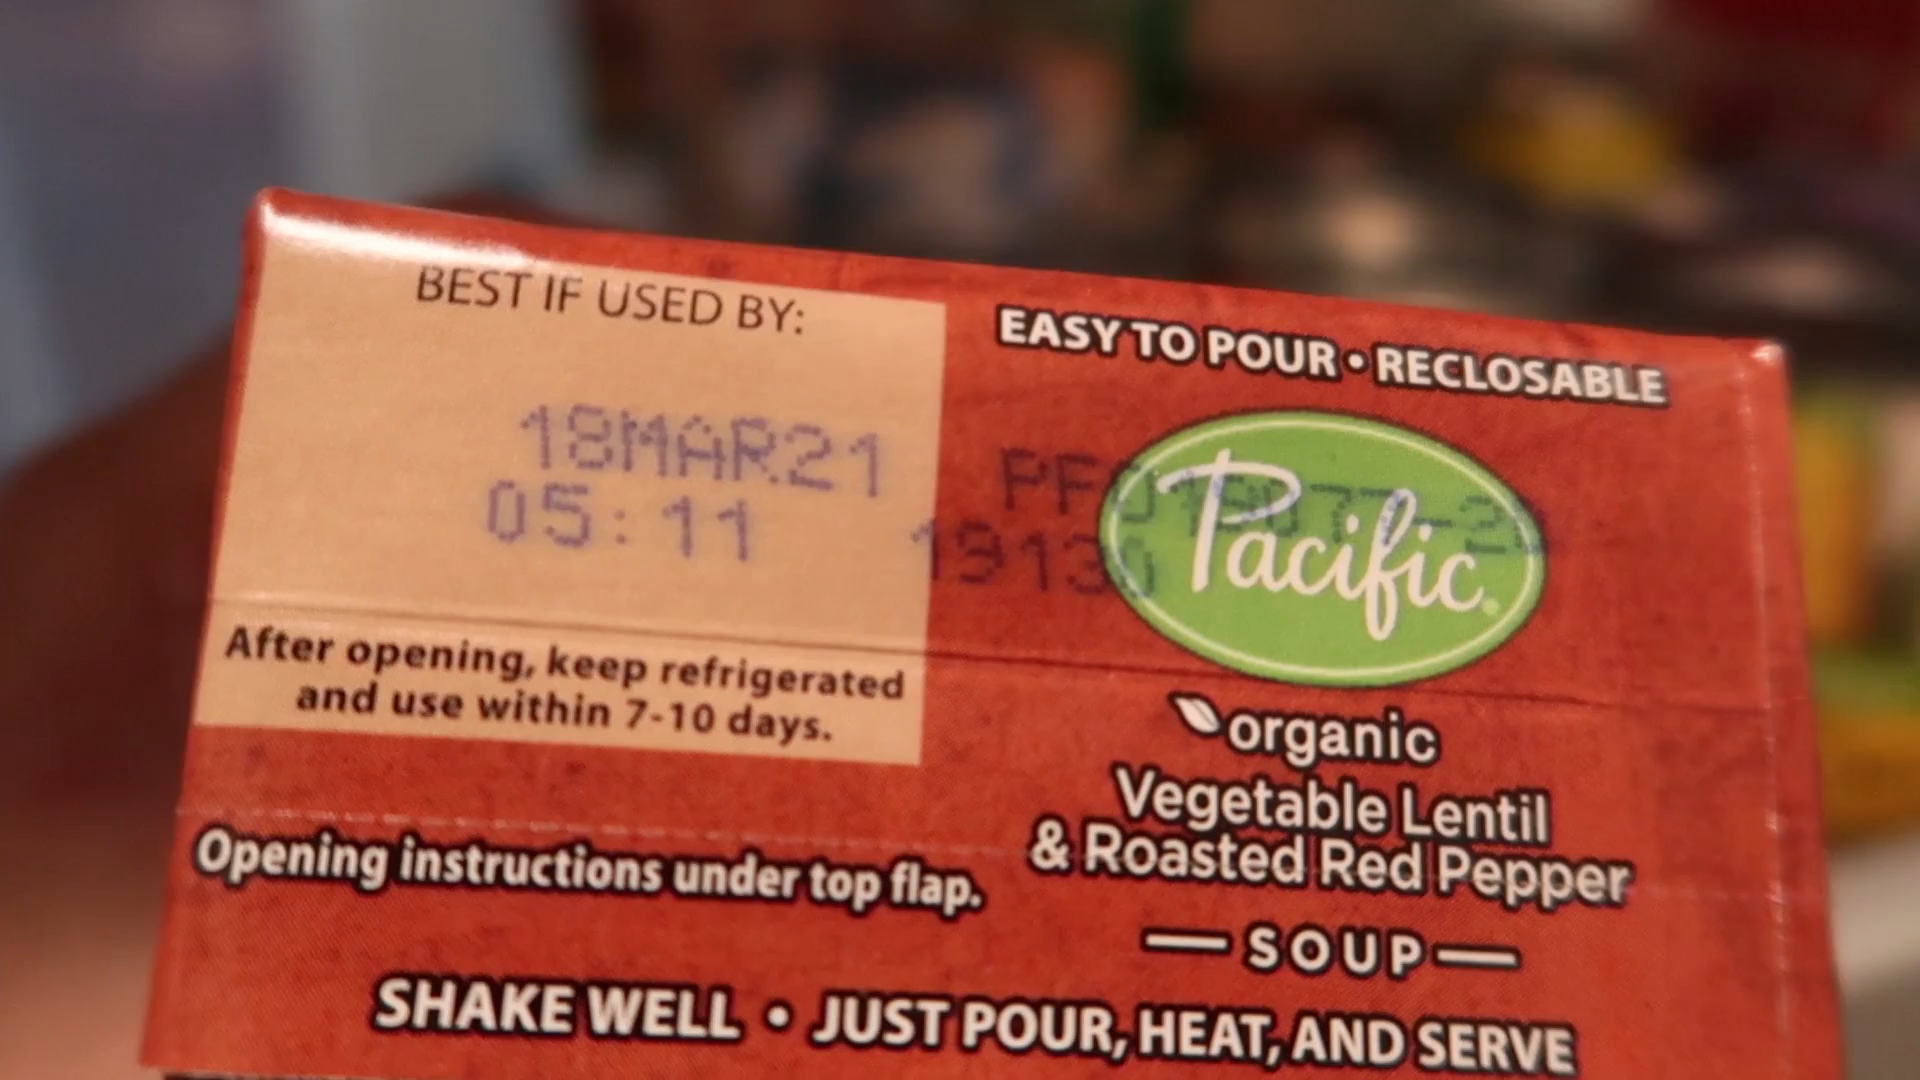 BEST IF USED BY:
18MAR21
05:11
After opening, keep refrigerated
and use within 7-10 days.
Opening instructions under top flap.
EASY TO POUR • RECLOSABLE
19130
Pacific®
organic
Vegetable Lentil
& Roasted Red Pepper
— SOUP —
SHAKE WELL • JUST POUR, HEAT, AND SERVE